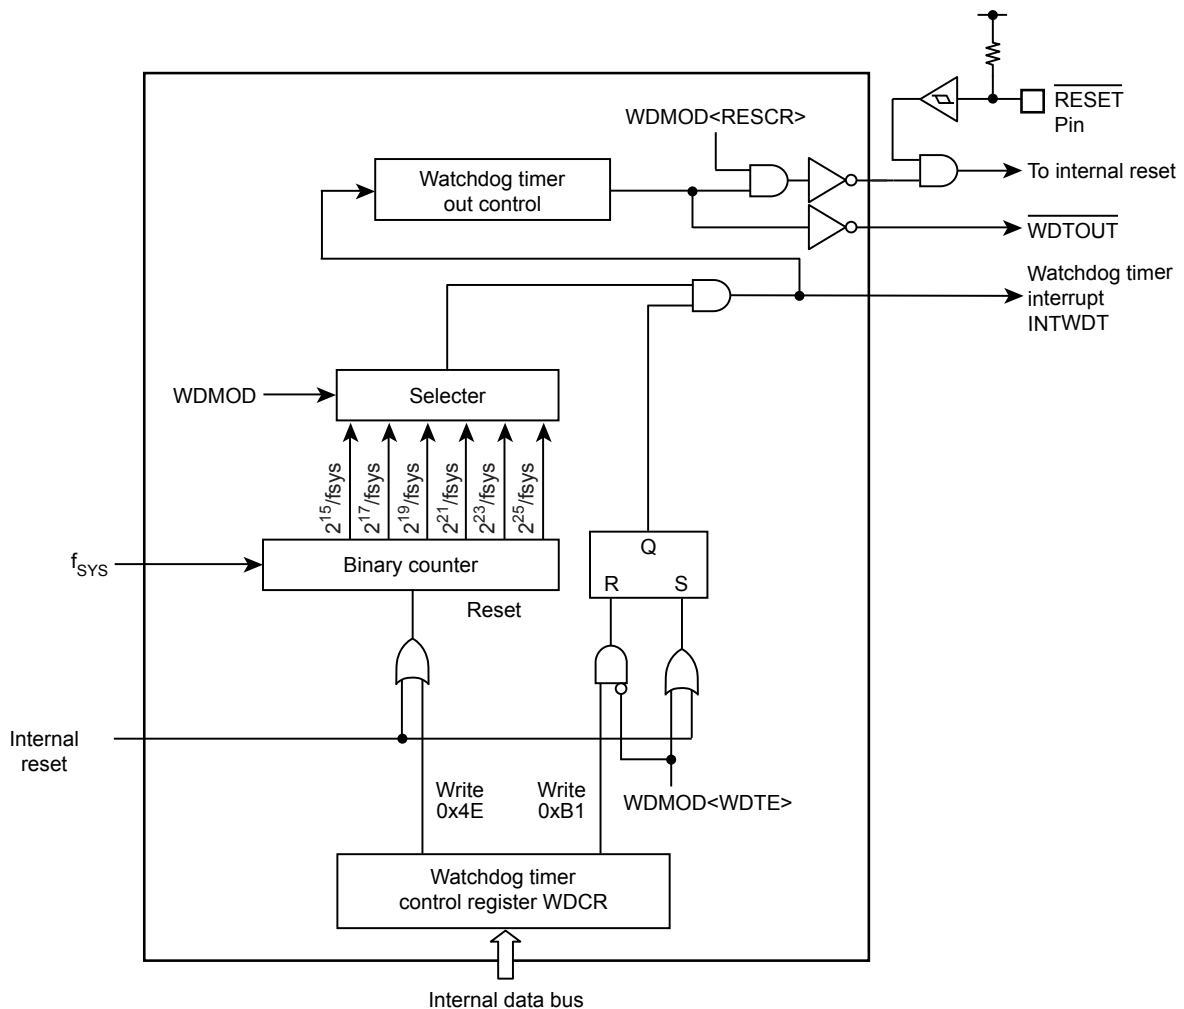 WDMOD<RESCR>
RESET
Pin
Watchdog timer
out control
To internal reset
WDTOUT
Watchdog timer
interrupt
INTWDT
WDMOD
Selecter
2^15/fsys
2^17/fsys
2^19/fsys
2^21/fsys
2^23/fsys
2^25/fsys
fSYS
Binary counter
Reset
Q
R S
Internal
reset
Write
0x4E
Write
0xB1
WDMOD<WDTE>
Watchdog timer
control register WDCR
Internal data bus